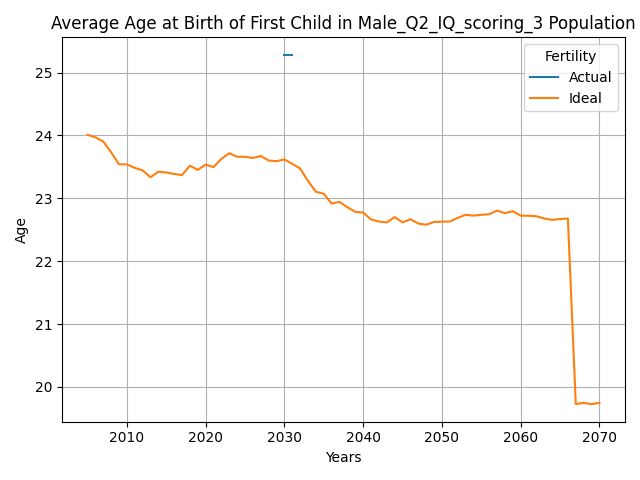 Average Age at Birth of First Child in Male_Q2_IQ_scoring_3 Population
Fertility
Actual
Ideal
Age
25
24
23
22
21
20
2010 2020 2030 2040 2050 2060 2070
Years